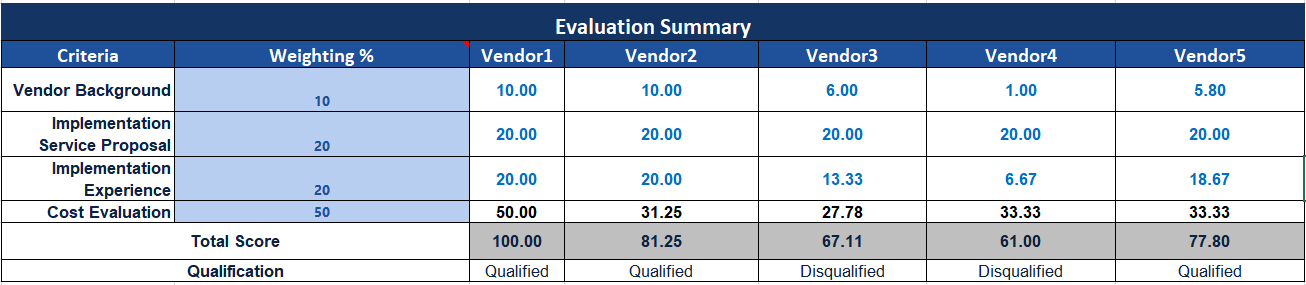 Evaluation Summary
Criteria Weighting % Vendor1 Vendor2 Vendor3 Vendor4 Vendor5
Vendor Background 10 10.00 10.00 6.00 1.00 5.80
Implementation
Service Proposal 20 20.00 20.00 20.00 20.00 20.00
Implementation
Experience 20 20.00 20.00 13.33 6.67 18.67
Cost Evaluation 50 50.00 31.25 27.78 33.33 33.33
Total Score 100.00 81.25 67.11 61.00 77.80
Qualification Qualified Qualified Disqualified Disqualified Qualified